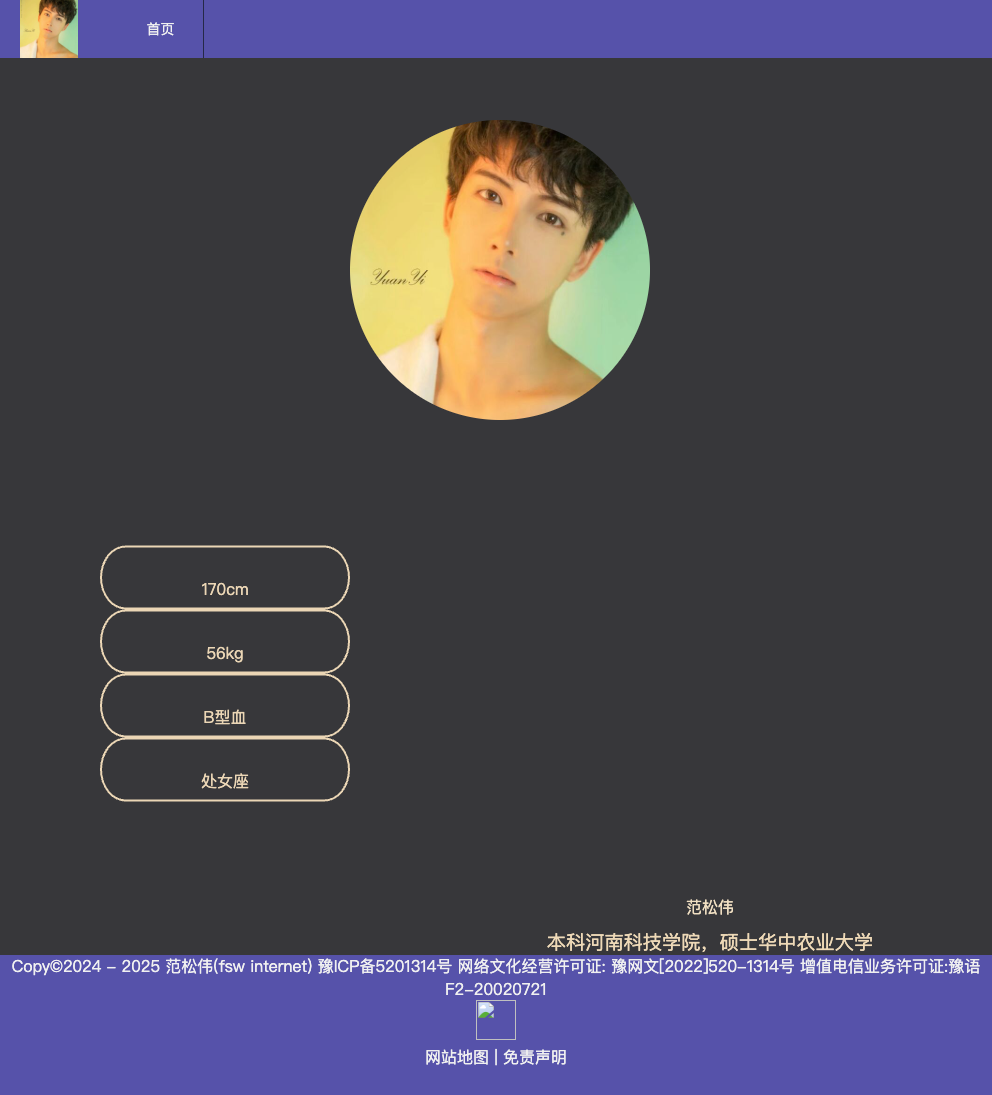 首页
Yuan Yi
170cm
56kg
B型血
处女座
范松伟
本科河南科技学院，硕士华中农业大学
Copy©2024 - 2025 范松伟(fsw internet) 豫ICP备5201314号 网络文化经营许可证: 豫网文[2022]520-1314号 增值电信业务许可证:豫语
F2-20020721
网站地图 | 免责声明